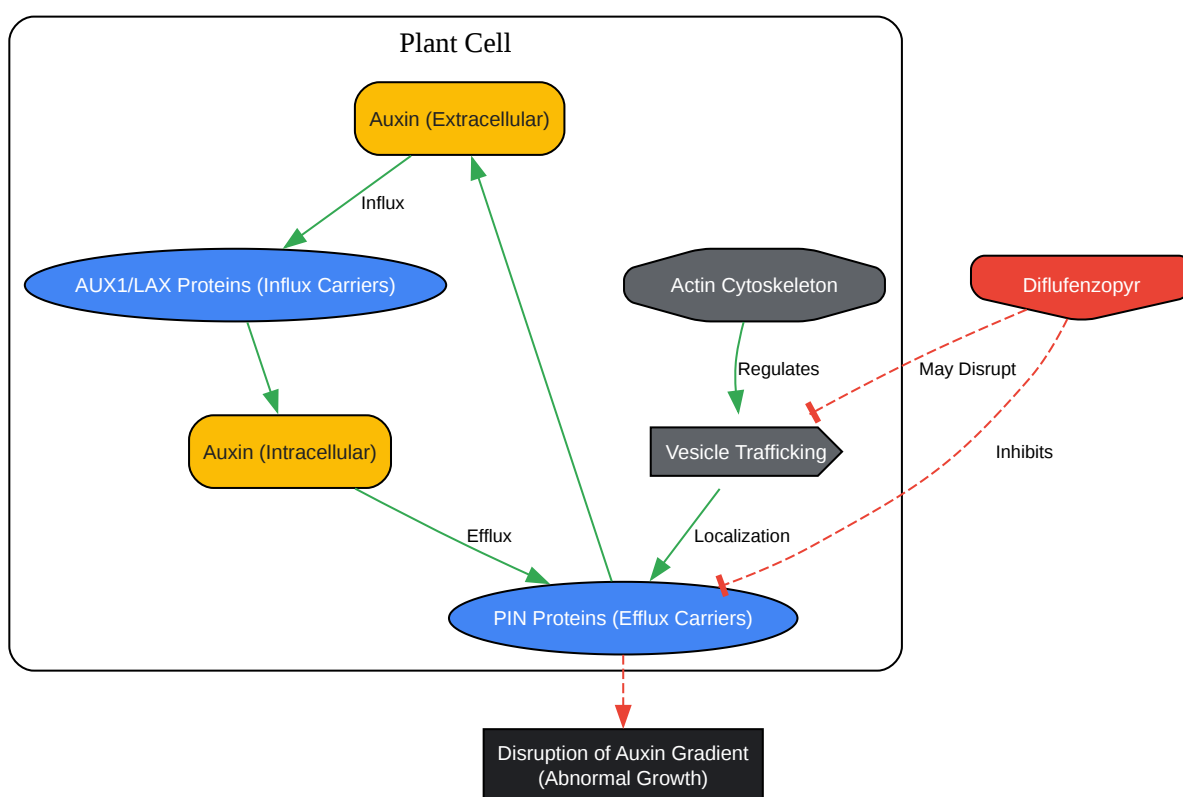 Plant Cell
Auxin (Extracellular)
Influx
AUX1/LAX Proteins (Influx Carriers)
Actin Cytoskeleton
Diflufenzopyr
Regulates
May Disrupt
Auxin (Intracellular)
Vesicle Trafficking
Inhibits
Efflux
Localization
PIN Proteins (Efflux Carriers)
Disruption of Auxin Gradient
(Abnormal Growth)